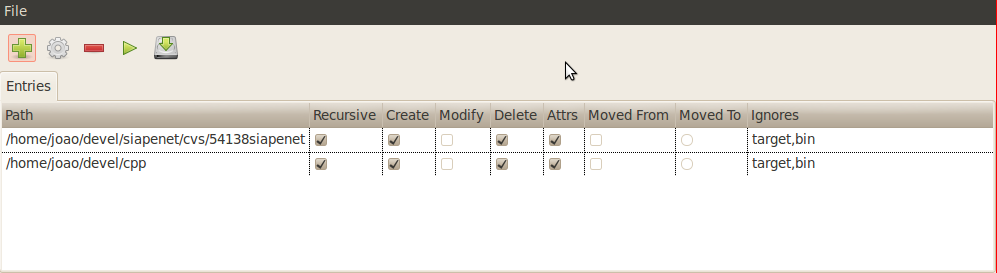 File
Entries
Path Recursive Create Modify Delete Attrs Moved From Moved To Ignores
/home/joao/devel/siapenet/cvs/54138siapenet target,bin
/home/joao/devel/cpp target,bin